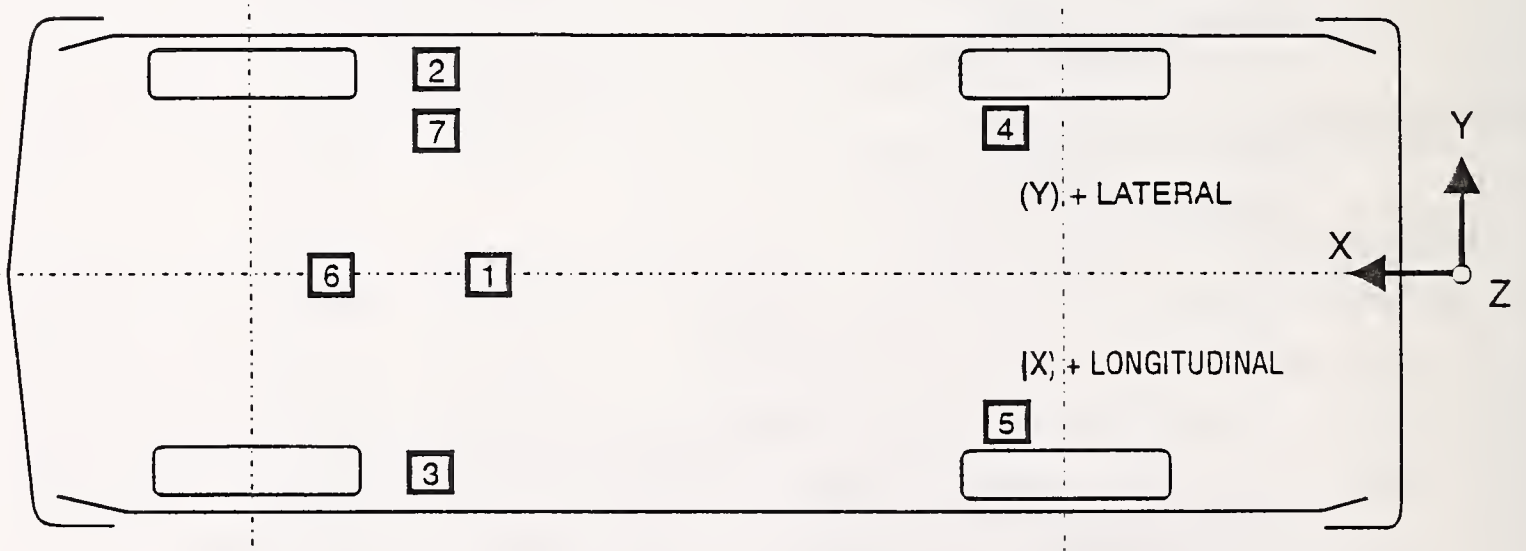 2
7
4
Y
(Y) + LATERAL
X
6
1
Z
(X) + LONGITUDINAL
5
3